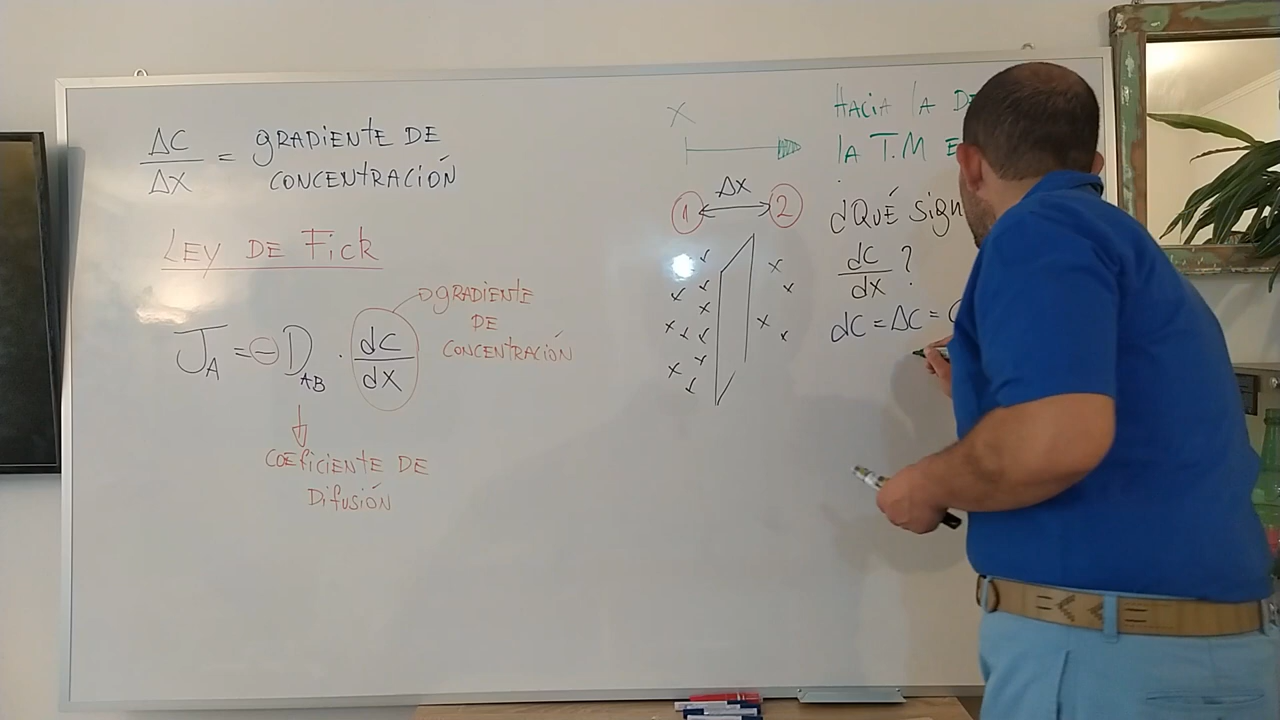 ΔC
ΔX
= GRADIENTE DE
CONCENTRACIÓN
LEY DE Fick
J_A = ⊖ D_AB · dc
dx
GRADIENTE
DE
CONCENTRACIÓN
COEFICIENTE DE
DifusióN
X
ΔX
1
2
HACiA lA
lA T.M
¿QUÉ
dc
dx
?
dc = ΔC =